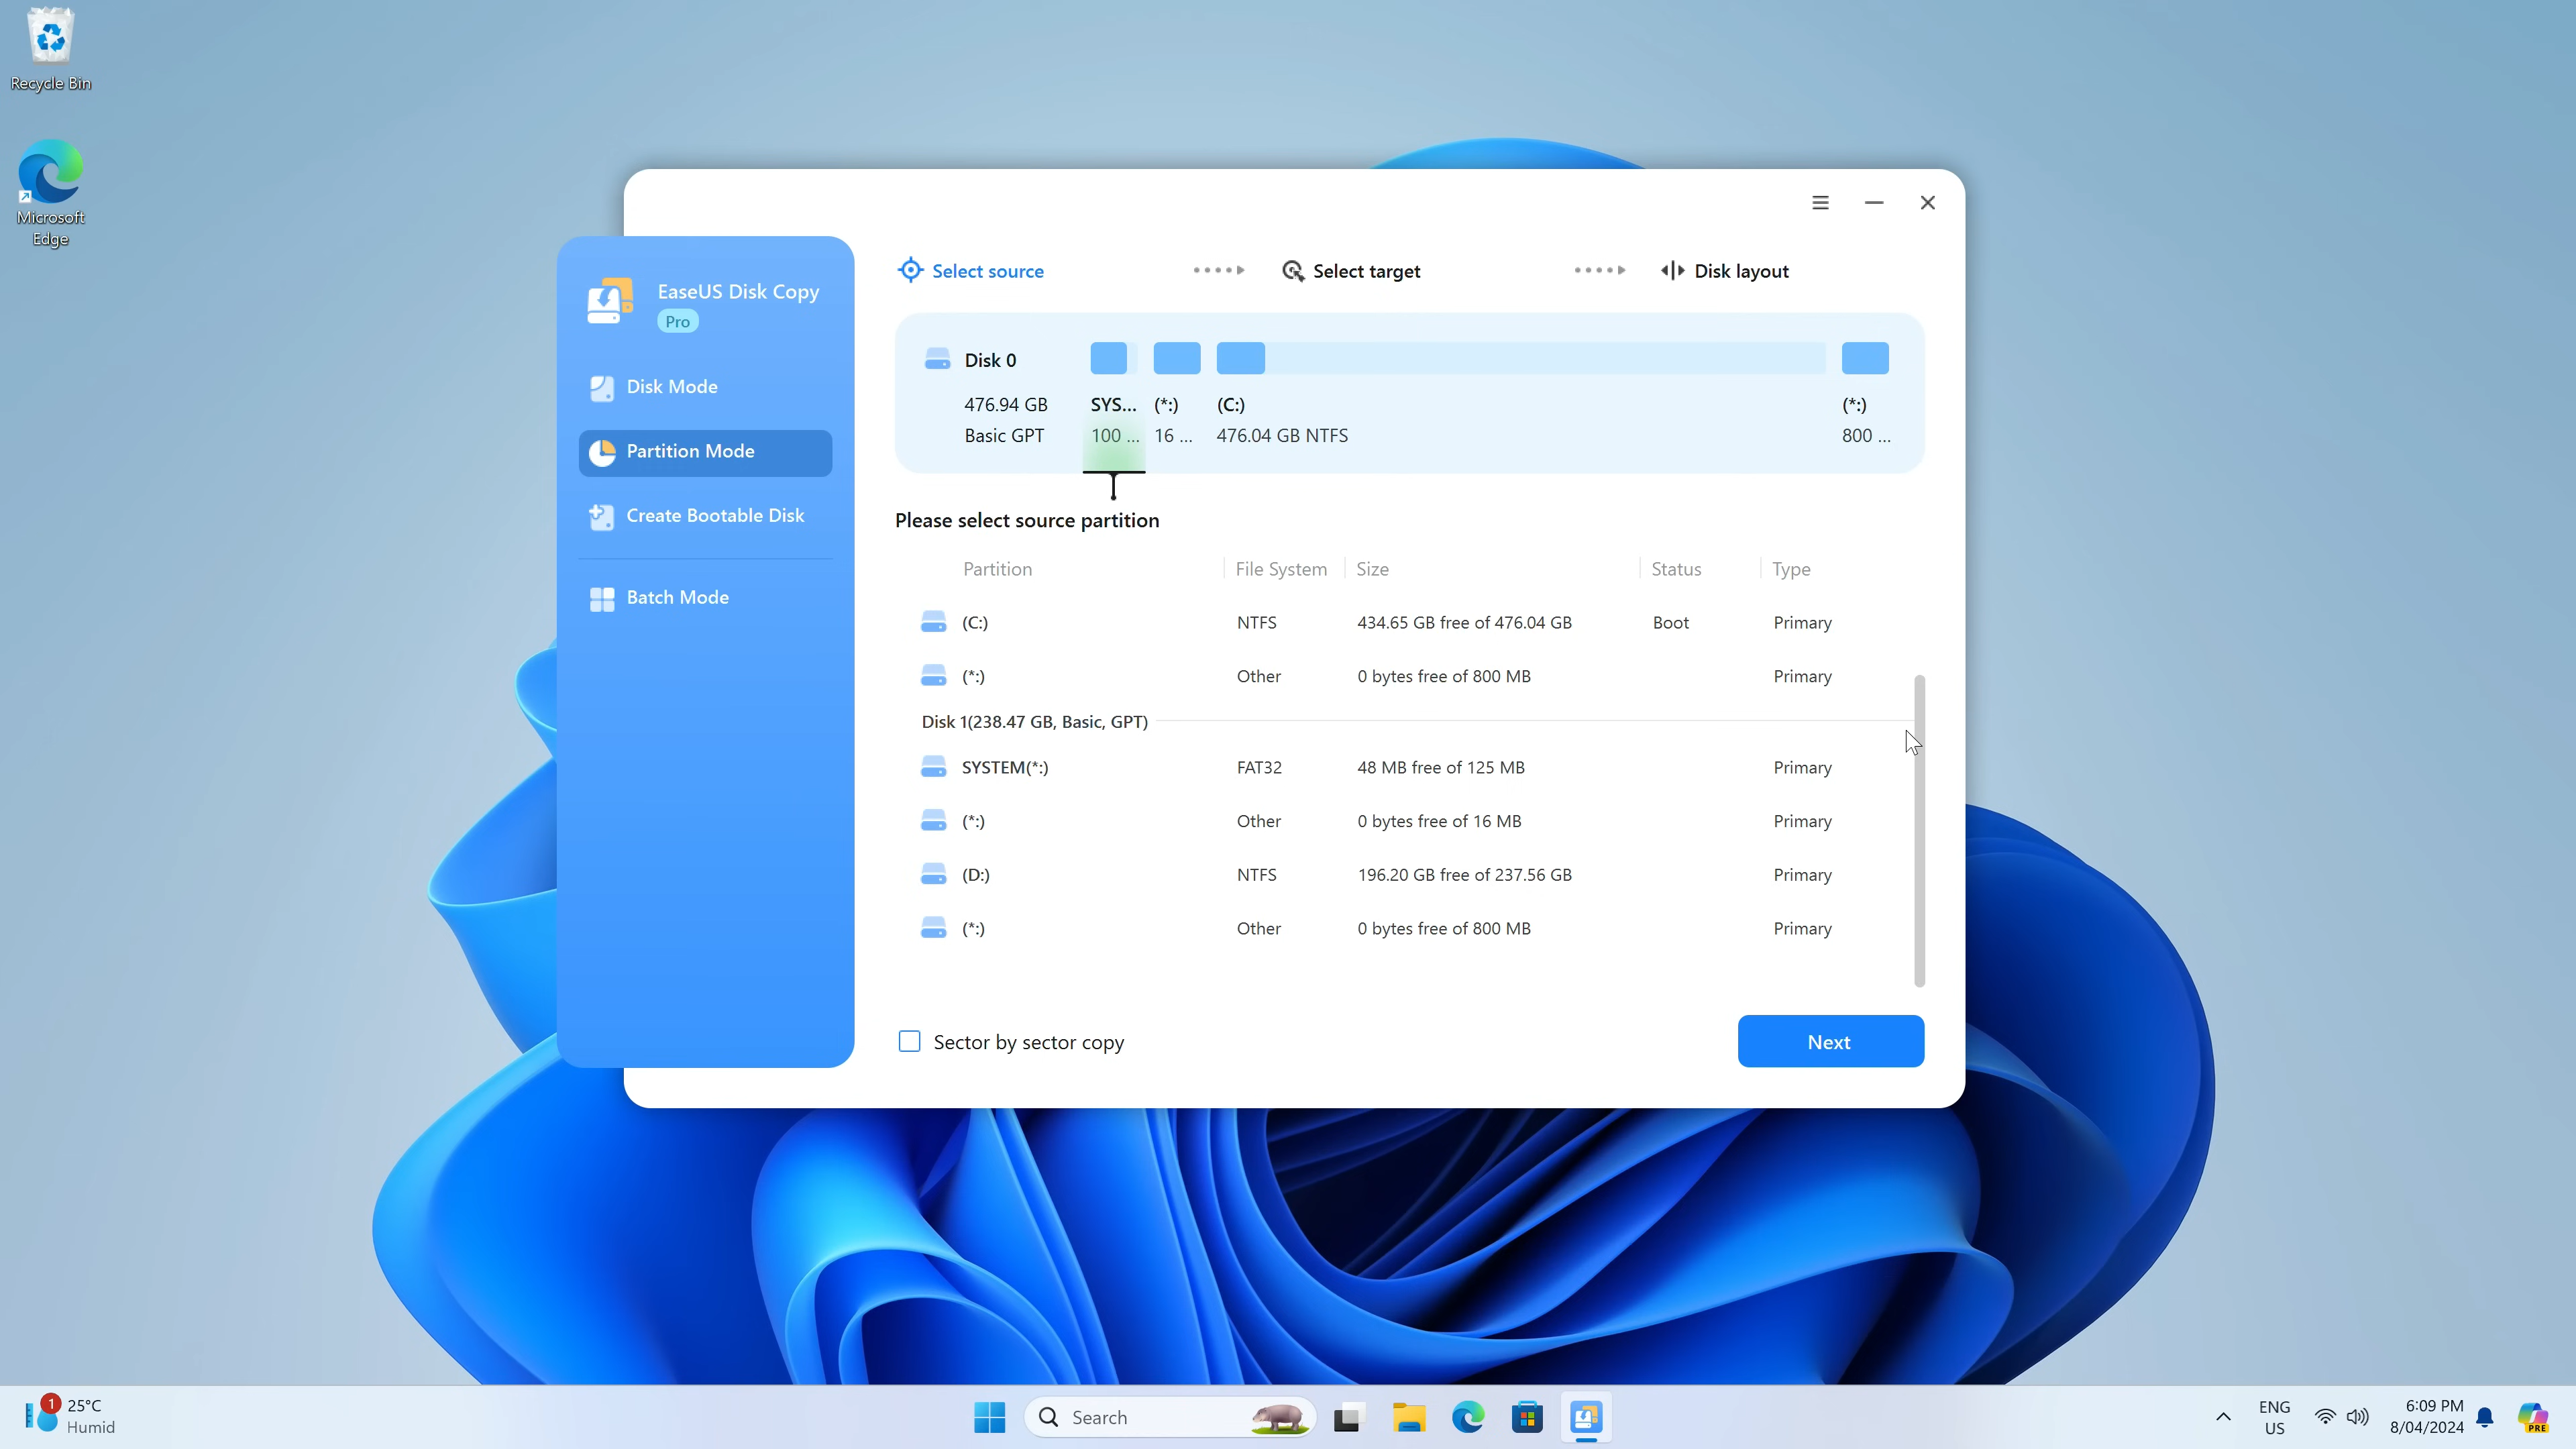 Recycle Bin
Microsoft
Edge
EaseUS Disk Copy
Pro
Disk Mode
Partition Mode
Create Bootable Disk
Batch Mode
Select source
Select target
Disk layout
Disk 0
476.94 GB SYS... (*:) (C:) (*:)
Basic GPT 100 ... 16 ... 476.04 GB NTFS 800 ...
Please select source partition
Partition File System Size Status Type
(C:) NTFS 434.65 GB free of 476.04 GB Boot Primary
(*:) Other 0 bytes free of 800 MB Primary
Disk 1(238.47 GB, Basic, GPT)
SYSTEM(*:) FAT32 48 MB free of 125 MB Primary
(*:) Other 0 bytes free of 16 MB Primary
(D:) NTFS 196.20 GB free of 237.56 GB Primary
(*:) Other 0 bytes free of 800 MB Primary
Sector by sector copy
Next
1
25°C
Humid
Search
ENG
US
6:09 PM
8/04/2024
PRE